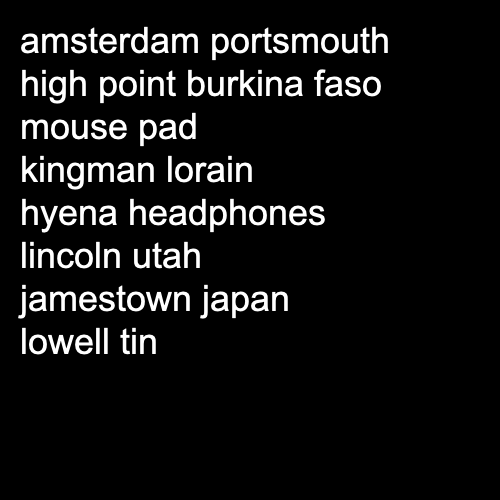 amsterdam portsmouth
high point burkina faso
mouse pad
kingman lorain
hyena headphones
lincoln utah
jamestown japan
lowell tin